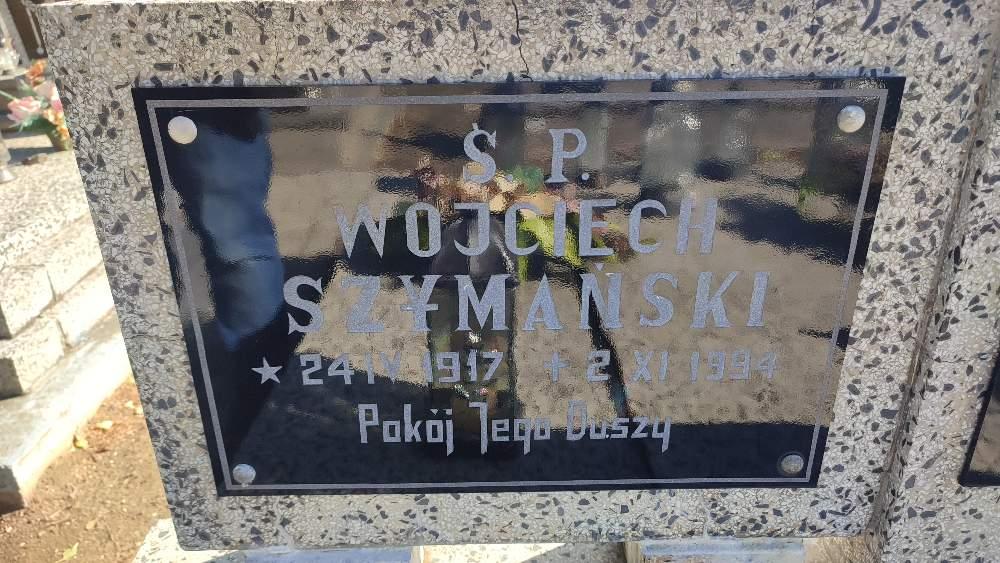 Ś. P.
WOJCIECH
SZYMAŃSKI
★ 24 IV 1917 + 2 XI 1994
Pokój Jego Duszy